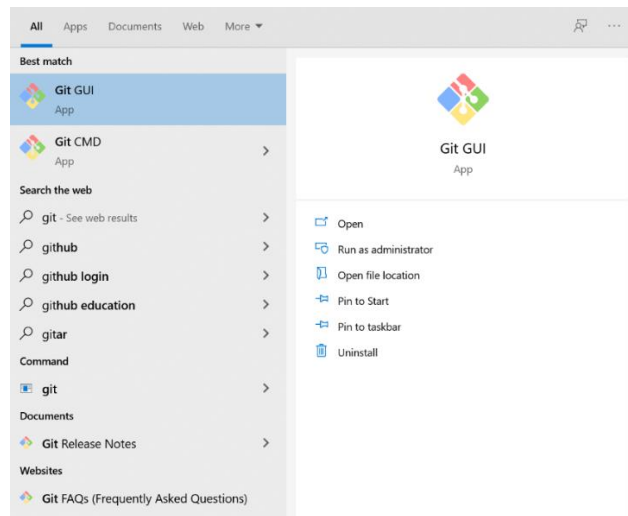 All Apps Documents Web More
Best match
Git GUI
App
Git CMD
App
Search the web
git - See web results
github
github login
github education
gitar
Command
git
Documents
Git Release Notes
Websites
Git FAQs (Frequently Asked Questions)
Git GUI
App
Open
Run as administrator
Open file location
Pin to Start
Pin to taskbar
Uninstall